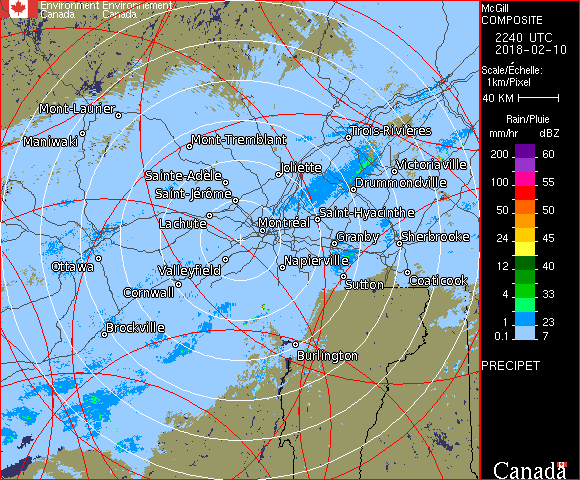 Environment Environnement
Canada Canada
Mont-Laurier
Maniwaki
Mont-Tremblant
Trois-Rivières
Joliette
Victoriaville
Sainte-Adèle
Drummondville
Saint-Jérôme
Saint-Hyacinthe
Lachute
Montréal
Granby
Sherbrooke
Ottawa
Valleyfield
Napierville
Cornwall
Sutton
Coaticook
Brockville
Burlington
McGill
COMPOSITE
2240 UTC
2018-02-10
Scale/Échelle:
1km/Pixel
40 KM
Rain/Pluie
mm/hr dBZ
200 60
100 55
50 50
24 45
12 40
4 33
1 23
0.1 7
PRECIPET
Canada